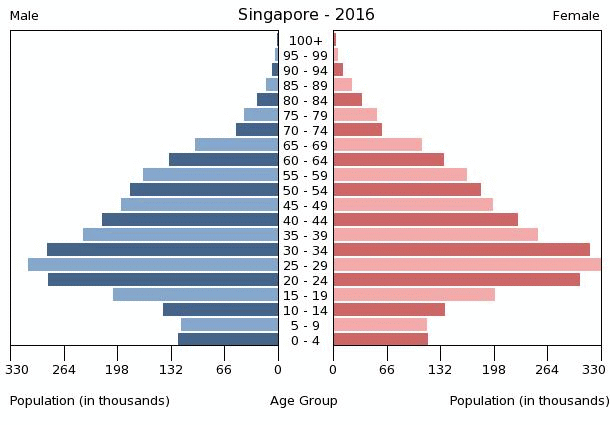 Male Singapore - 2016 Female
100+
95 - 99
90 - 94
85 - 89
80 - 84
75 - 79
70 - 74
65 - 69
60 - 64
55 - 59
50 - 54
45 - 49
40 - 44
35 - 39
30 - 34
25 - 29
20 - 24
15 - 19
10 - 14
5 - 9
0 - 4
330 264 198 132 66 0 0 66 132 198 264 330
Population (in thousands) Age Group Population (in thousands)